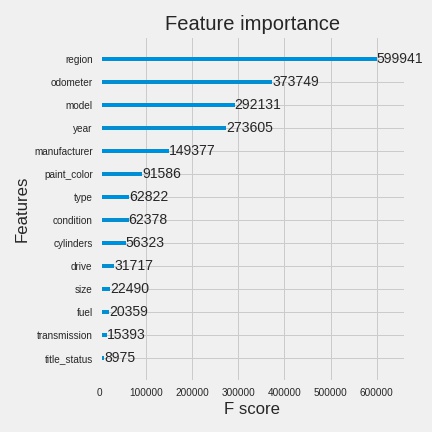 Feature importance
region 599941
odometer 373749
model 292131
year 273605
manufacturer 149377
paint_color 91586
type 62822
condition 62378
cylinders 56323
drive 31717
size 22490
fuel 20359
transmission 15393
title_status 8975
Features
0 100000 200000 300000 400000 500000 600000
F score